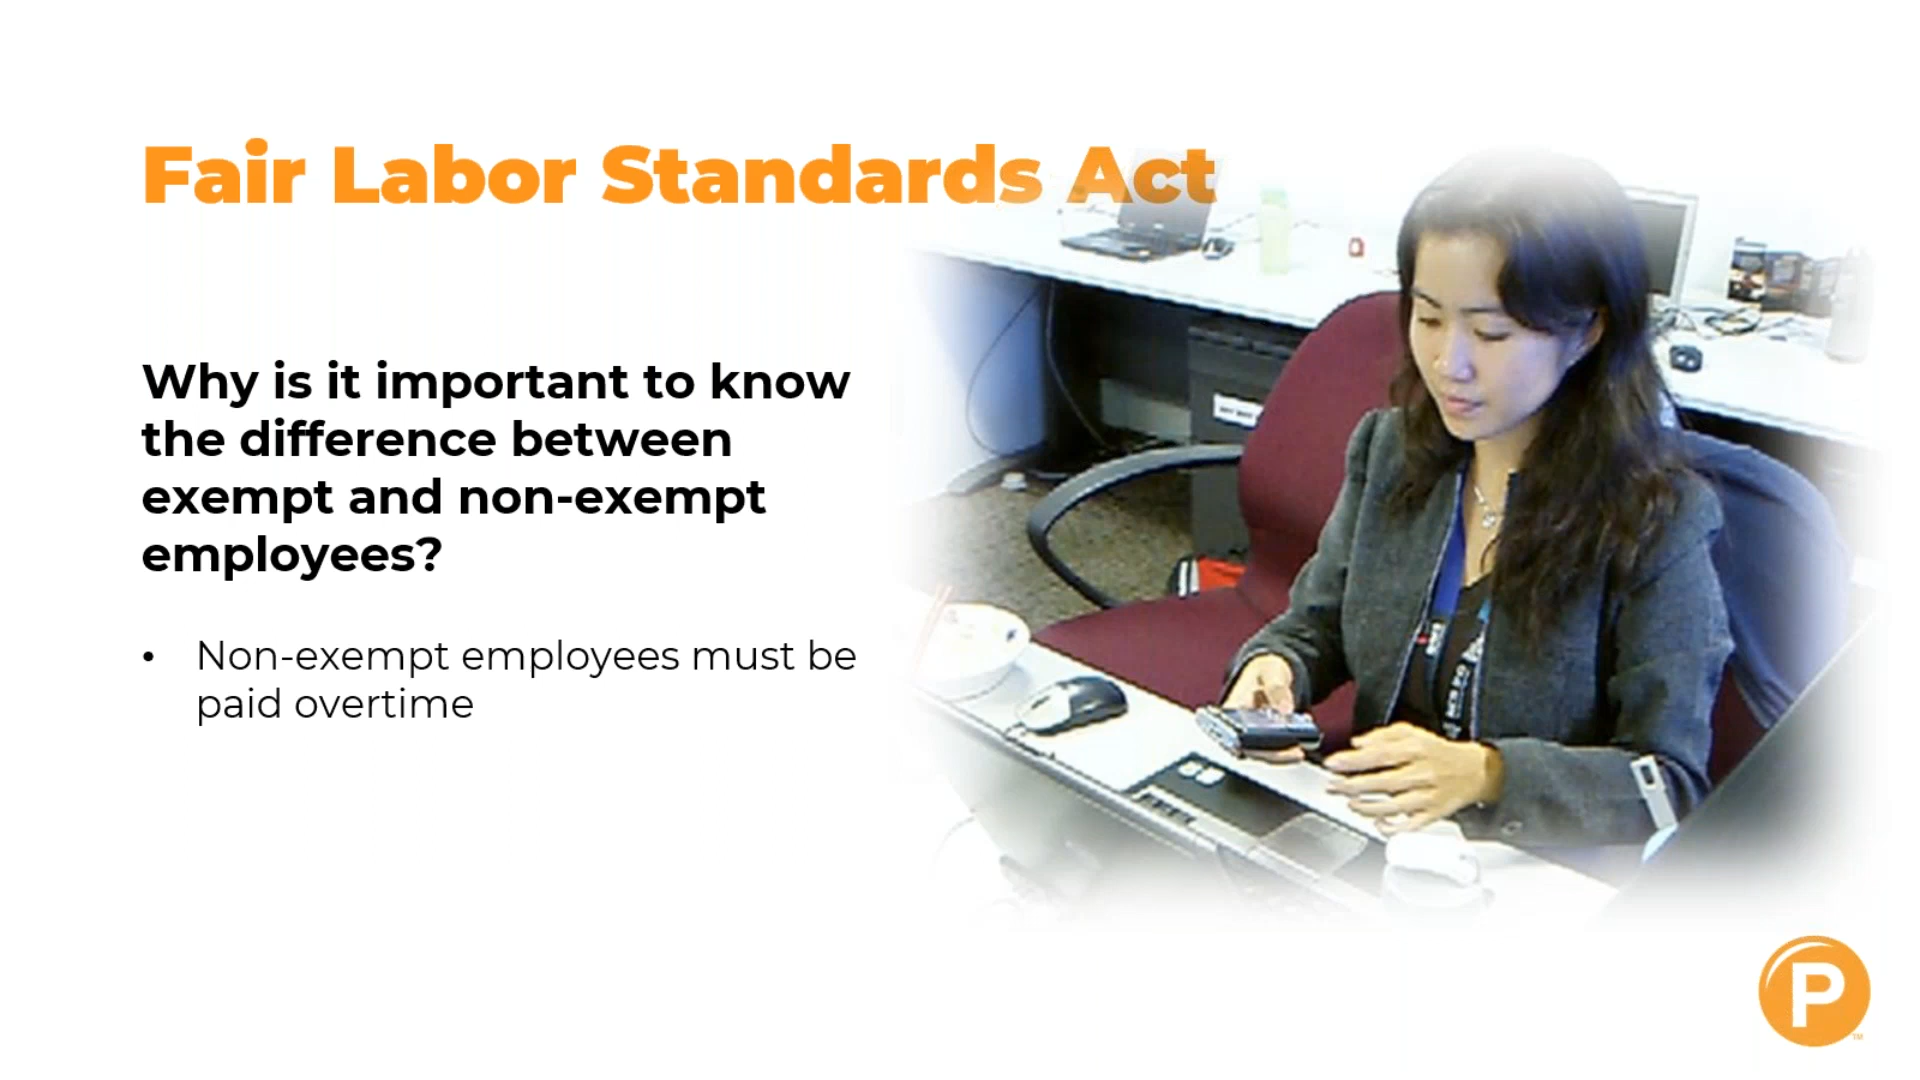 Fair Labor Standards Act
Why is it important to know
the difference between
exempt and non-exempt
employees?
• Non-exempt employees must be
paid overtime
P
TM